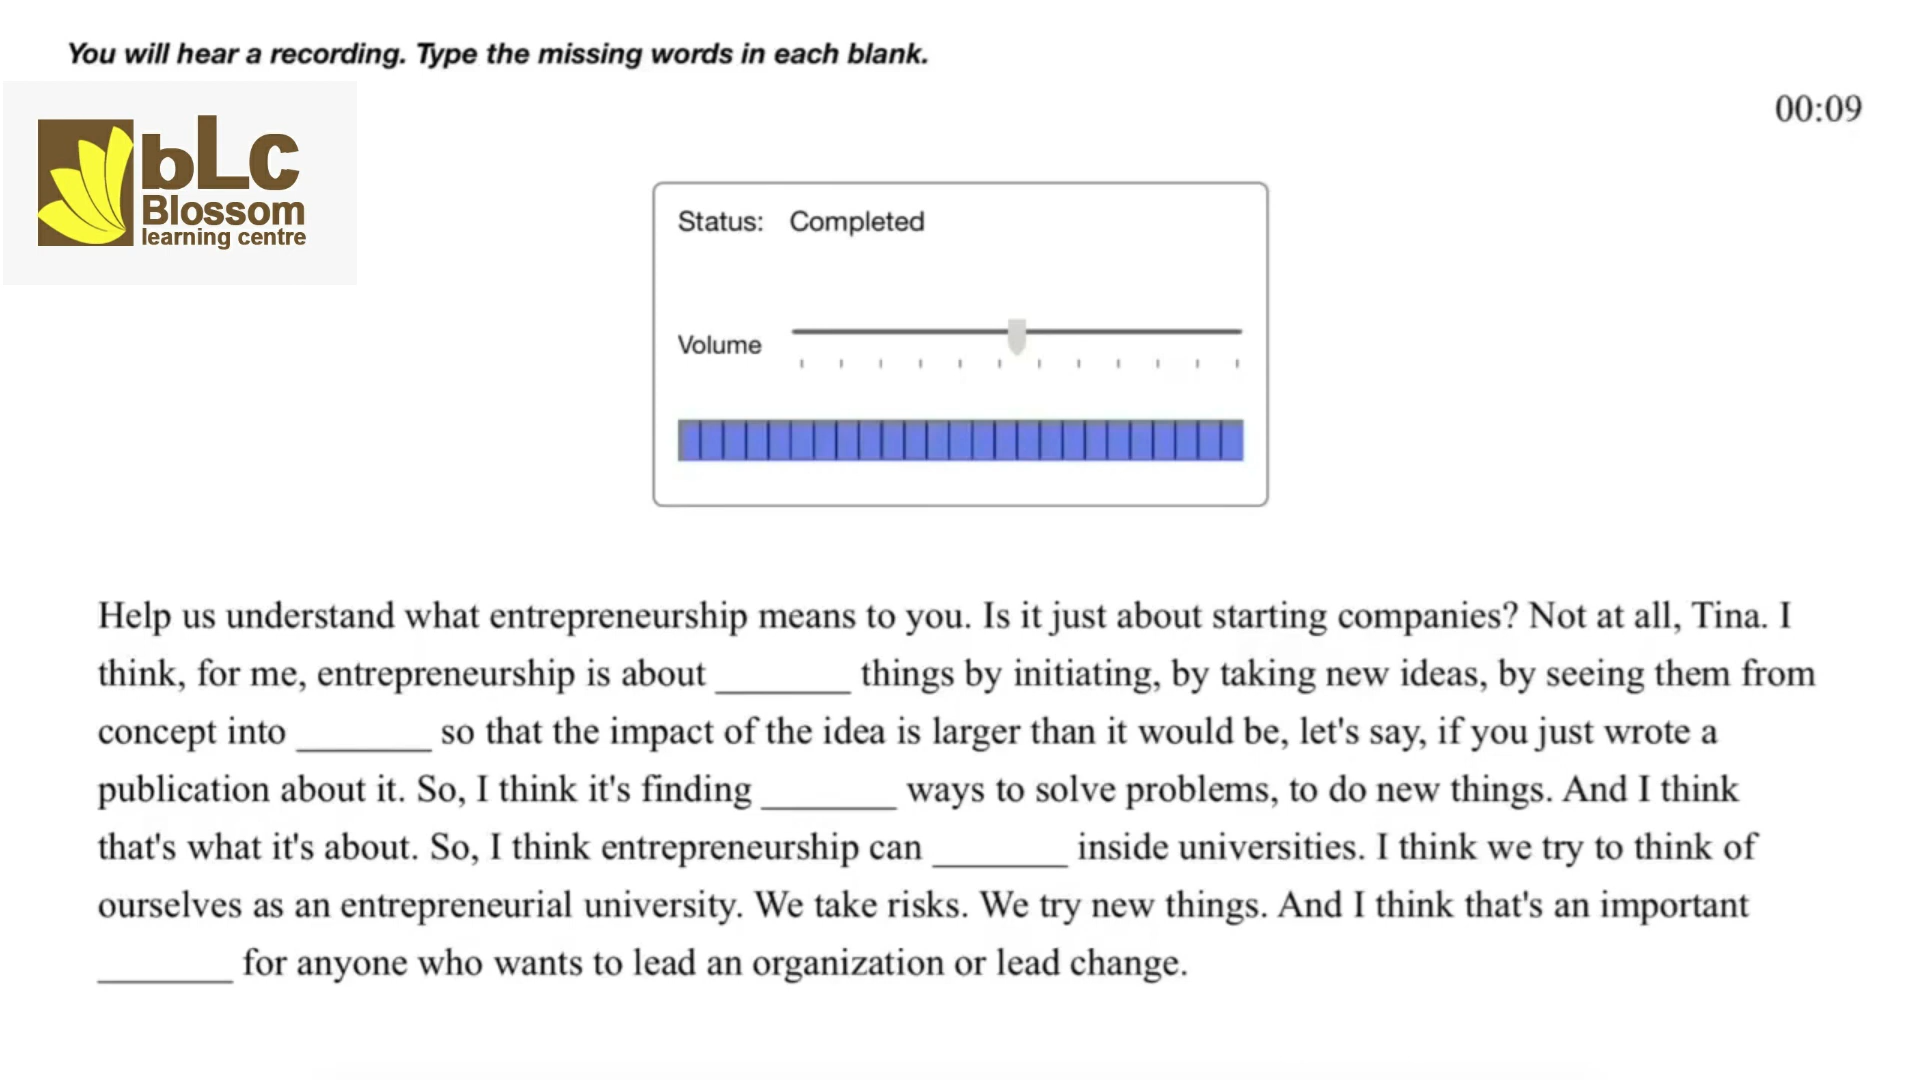 You will hear a recording. Type the missing words in each blank.
00:09
bLc
Blossom
learning centre
Status: Completed
Volume
Help us understand what entrepreneurship means to you. Is it just about starting companies? Not at all, Tina. I
think, for me, entrepreneurship is about _______ things by initiating, by taking new ideas, by seeing them from
concept into _______ so that the impact of the idea is larger than it would be, let's say, if you just wrote a
publication about it. So, I think it's finding _______ ways to solve problems, to do new things. And I think
that's what it's about. So, I think entrepreneurship can _______ inside universities. I think we try to think of
ourselves as an entrepreneurial university. We take risks. We try new things. And I think that's an important
_______ for anyone who wants to lead an organization or lead change.